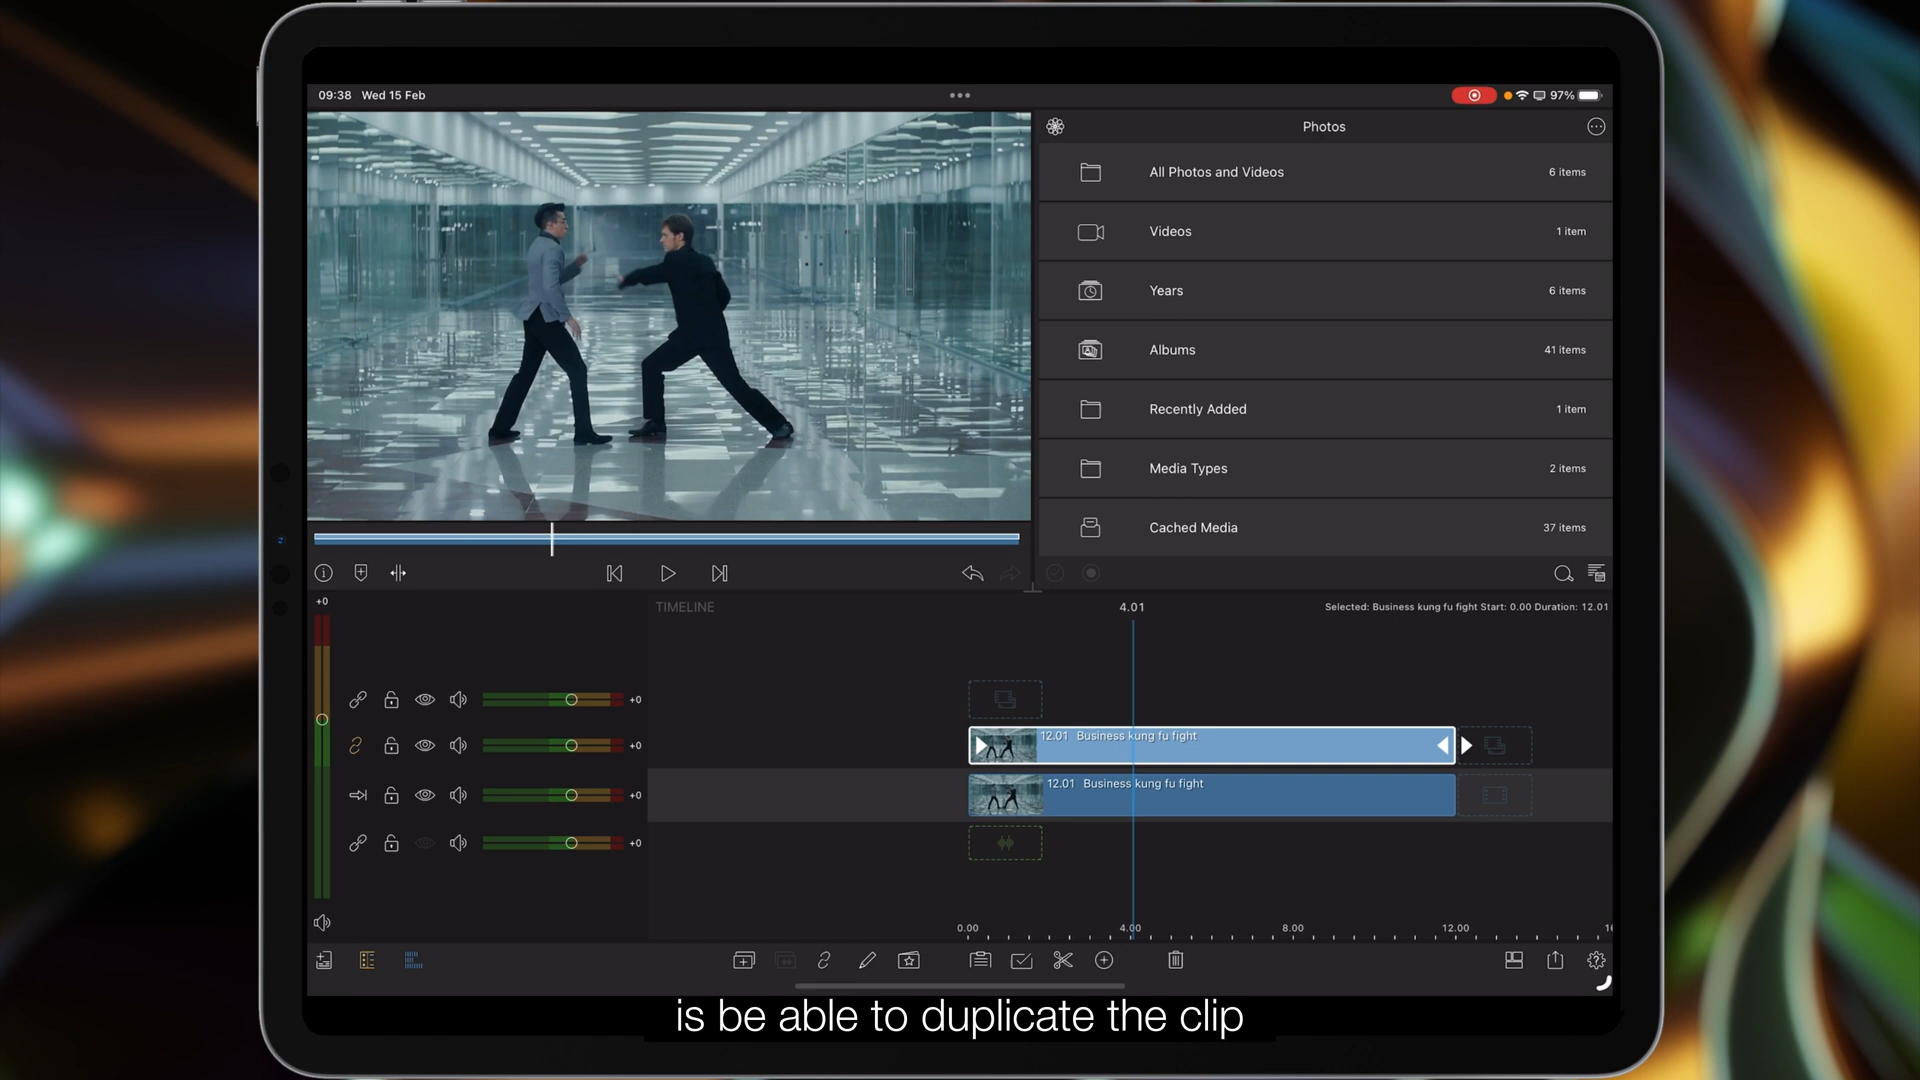 09:38 Wed 15 Feb
97%
Photos
All Photos and Videos 6 items
Videos 1 item
Years 6 items
Albums 41 items
Recently Added 1 item
Media Types 2 items
Cached Media 37 items
+0
TIMELINE
4.01
Selected: Business kung fu fight Start: 0.00 Duration: 12.01
+0
+0
12.01 Business kung fu fight
+0
12.01 Business kung fu fight
+0
0.00 4.00 8.00 12.00 16
is be able to duplicate the clip